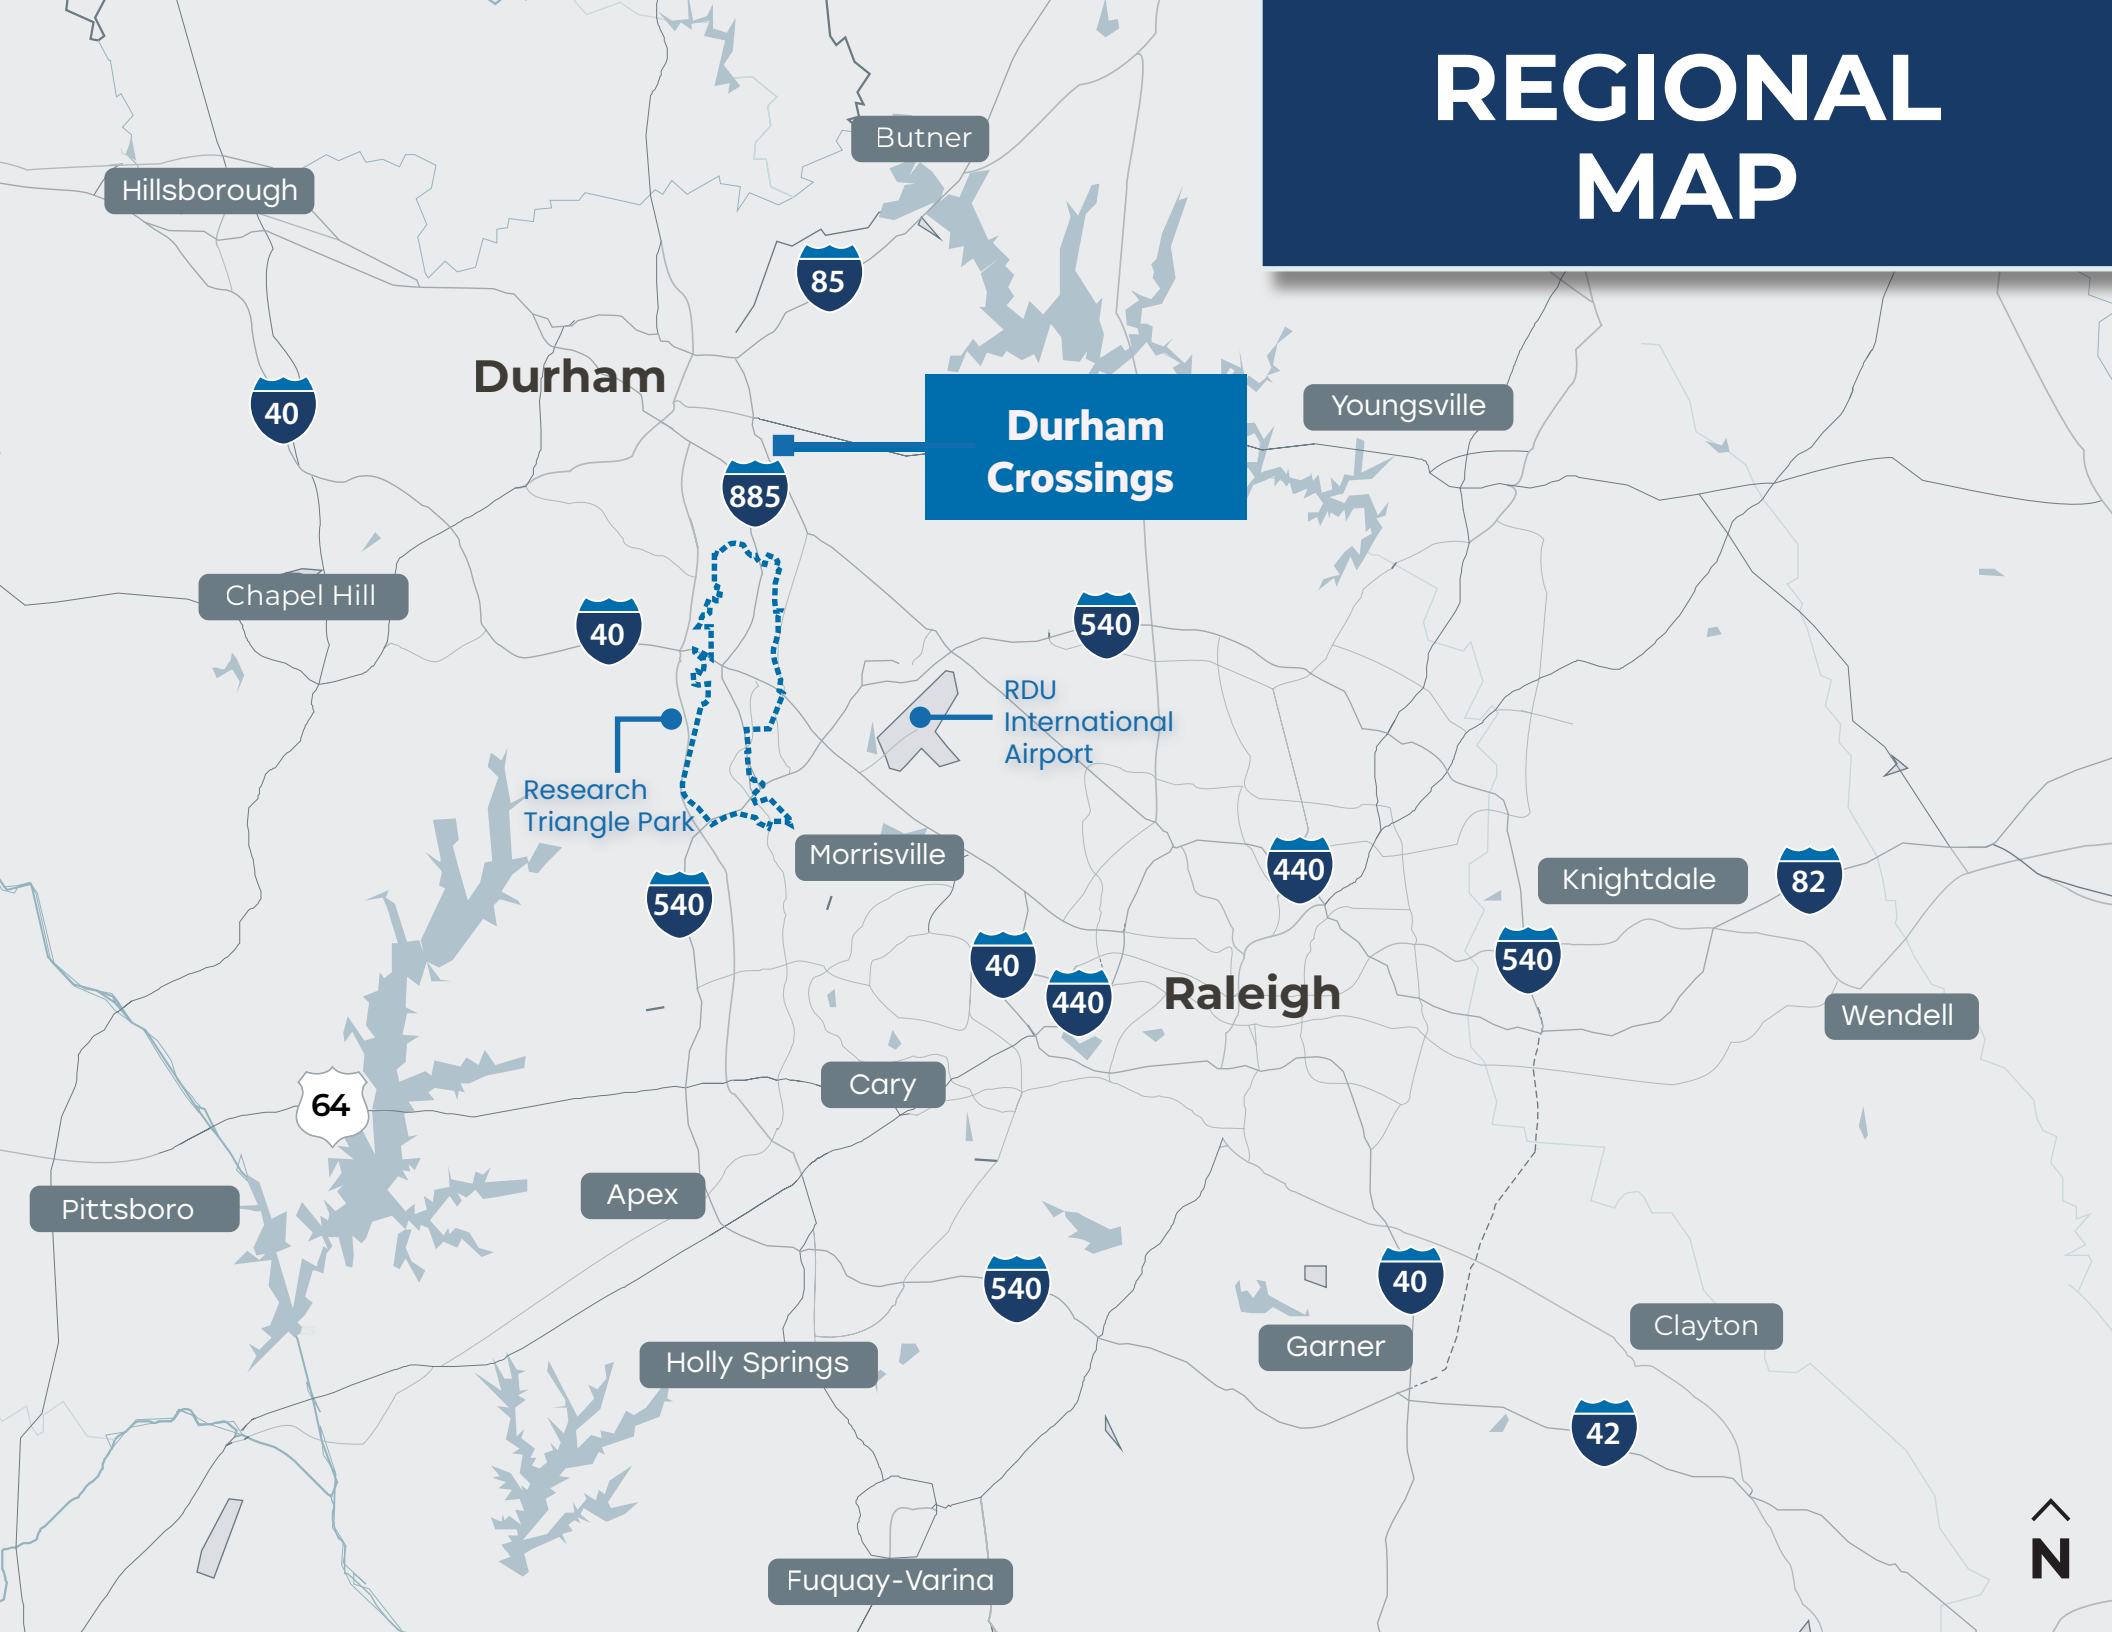 REGIONAL
MAP
Butner
Hillsborough
85
Durham
40
Youngsville
Durham
Crossings
885
Chapel Hill
40
540
RDU
International
Airport
Research
Triangle Park
Morrisville
440
Knightdale
82
540
40
540
440
Raleigh
Wendell
Cary
64
Apex
Pittsboro
540
40
Garner
Clayton
Holly Springs
42
N
Fuquay-Varina